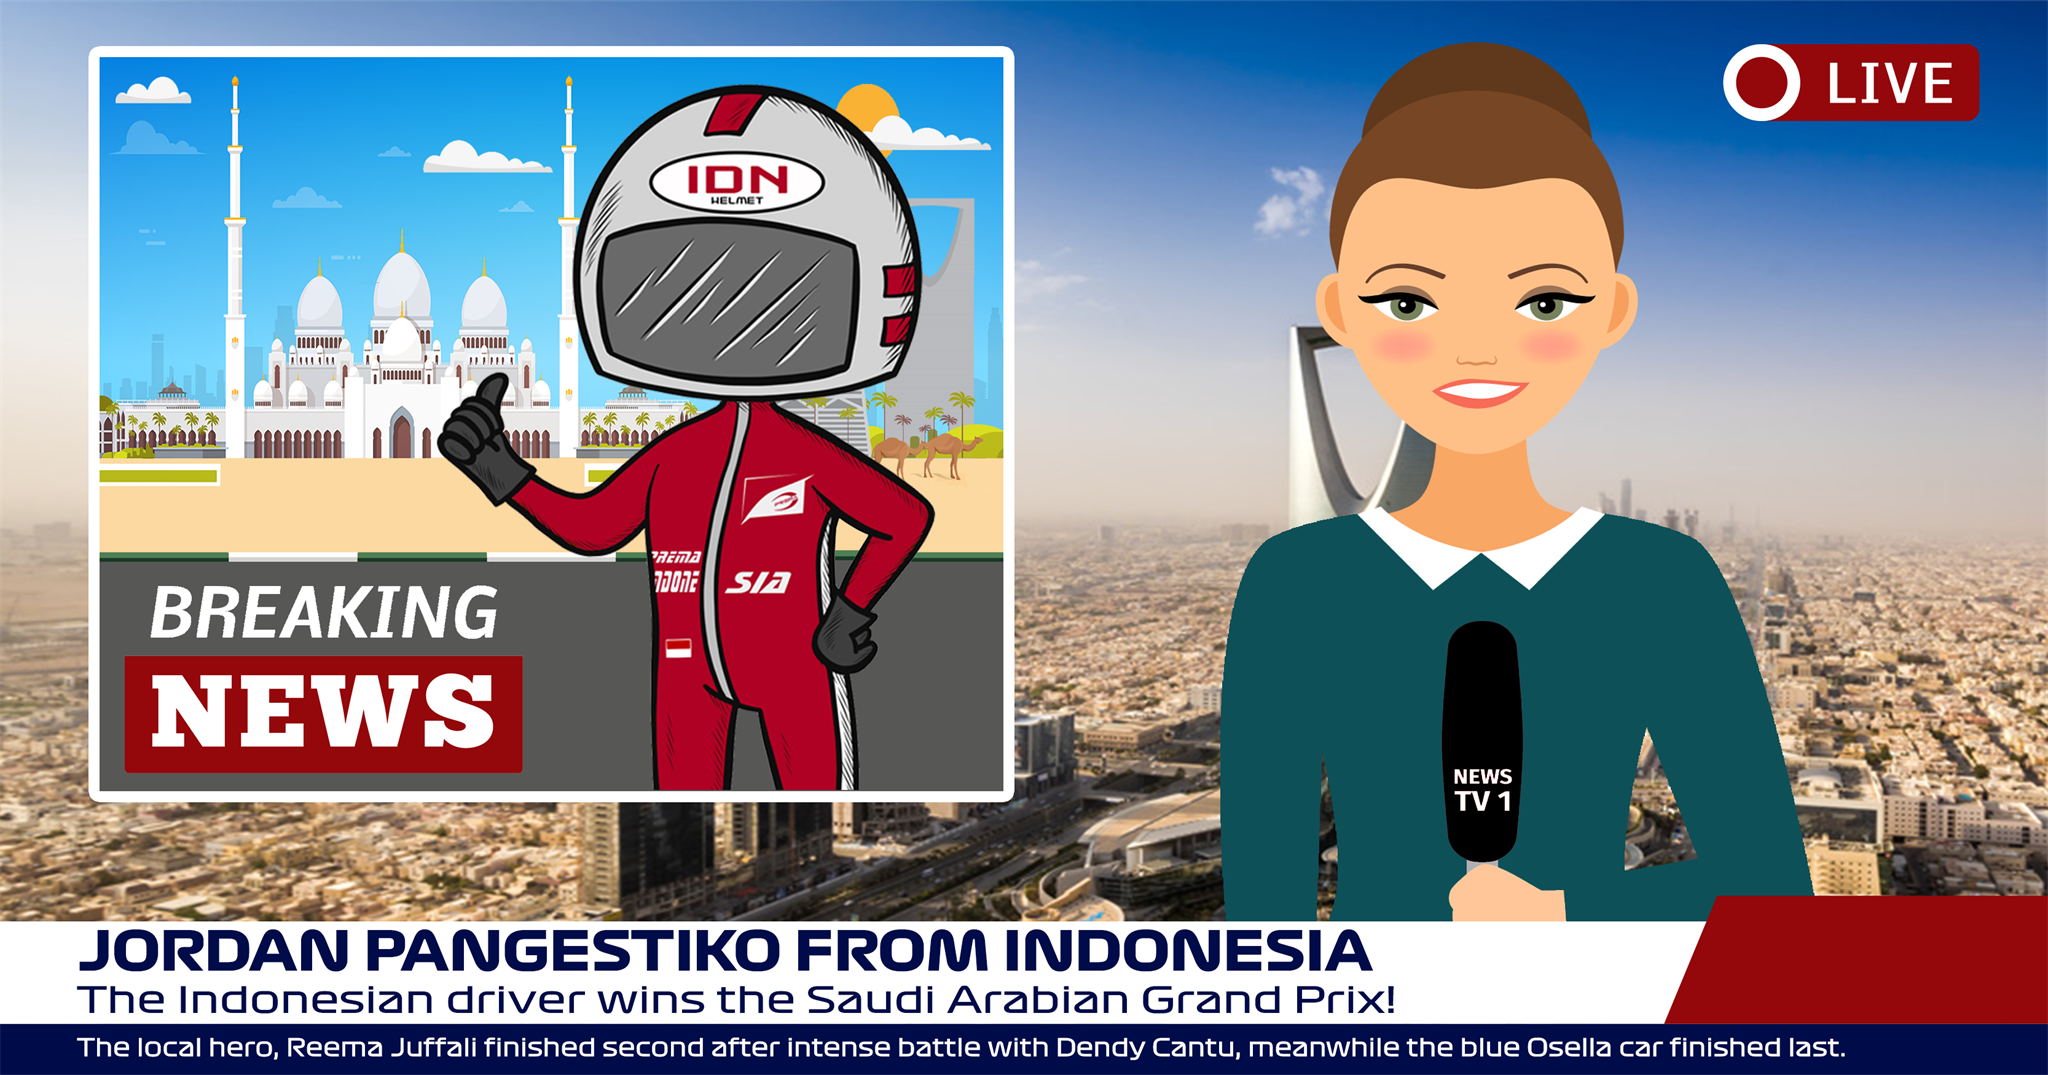 LIVE
IDN
HELMET
SIA
BREAKING
NEWS
NEWS
TV 1
JORDAN PANGESTIKO FROM INDONESIA
The Indonesian driver wins the Saudi Arabian Grand Prix!
The local hero, Reema Juffali finished second after intense battle with Dendy Cantu, meanwhile the blue Osella car finished last.